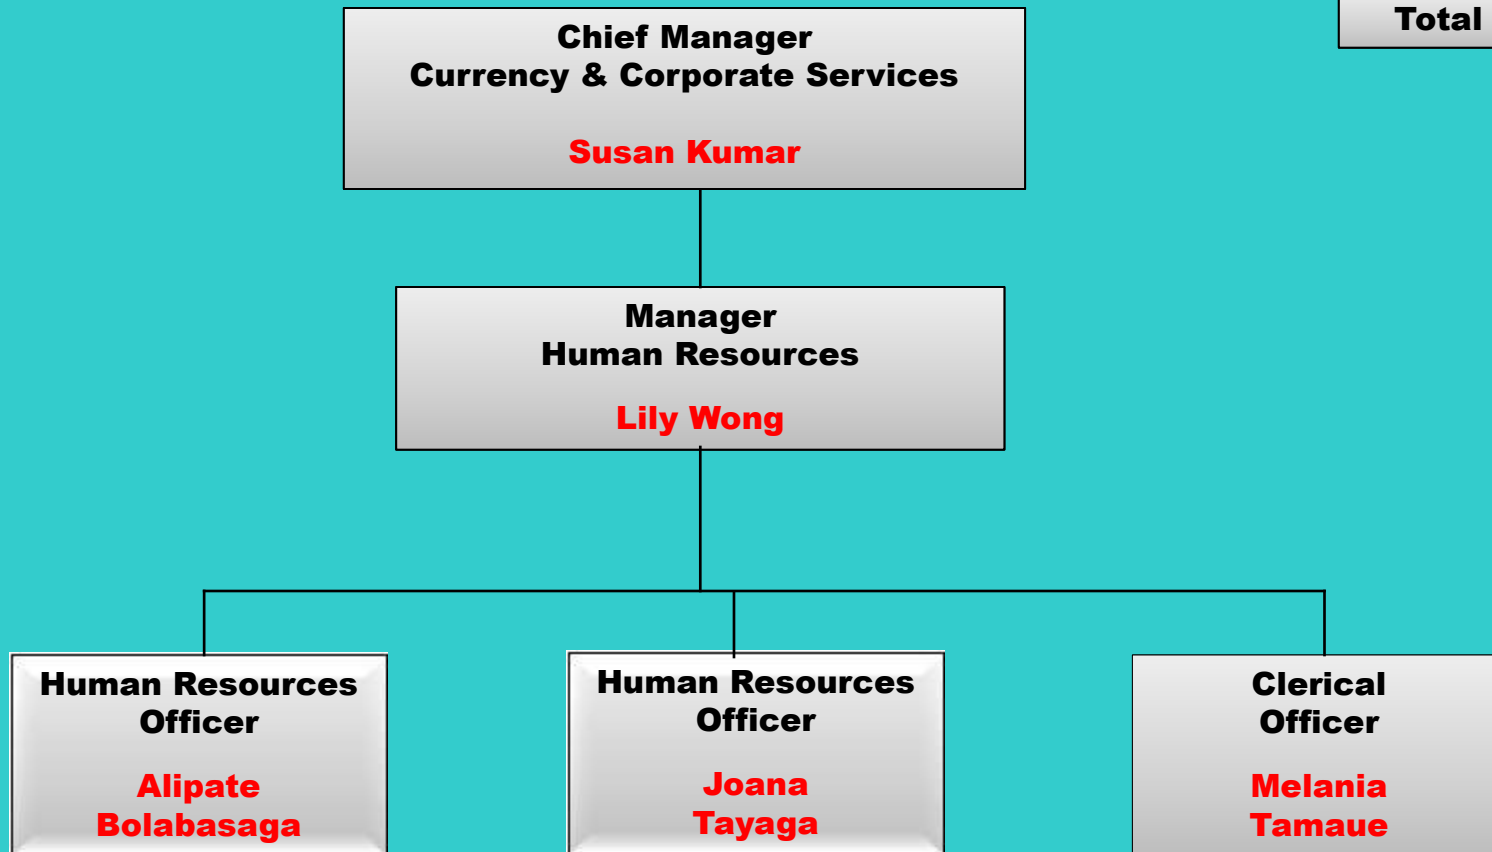 Total
Chief Manager
Currency & Corporate Services
Susan Kumar
Manager
Human Resources
Lily Wong
Human Resources
Officer
Alipate
Bolabasaga
Human Resources
Officer
Joana
Tayaga
Clerical
Officer
Melania
Tamaue